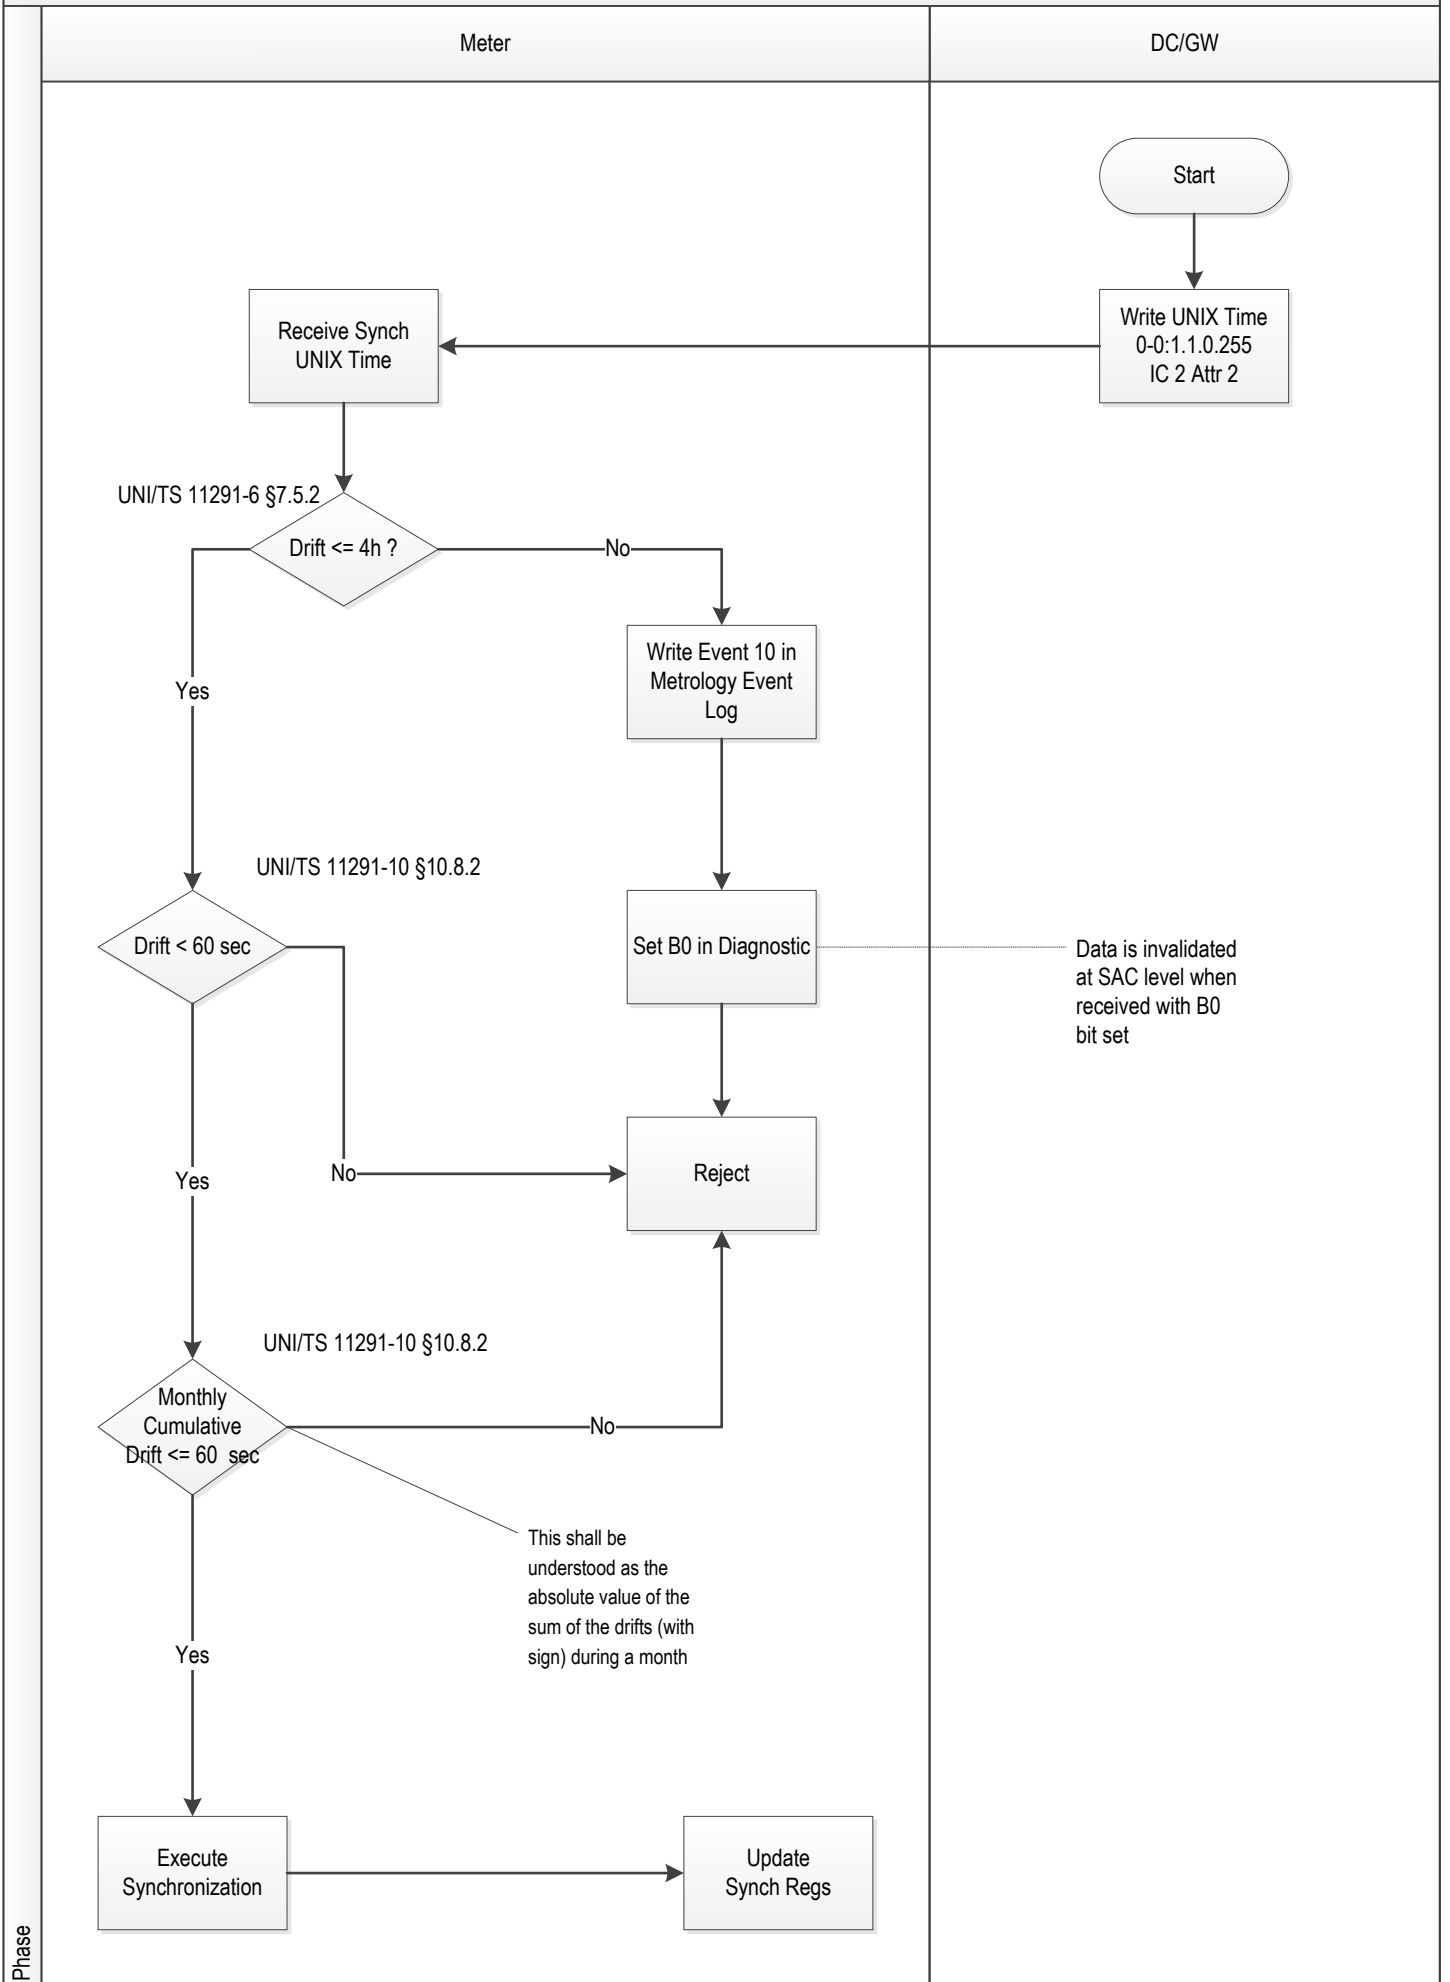 Meter
DC/GW
Start
Receive Synch
UNIX Time
Write UNIX Time
0-0:1.1.0.255
IC 2 Attr 2
UNI/TS 11291-6 §7.5.2
Drift <= 4h ?
No
Write Event 10 in
Metrology Event
Log
Yes
UNI/TS 11291-10 §10.8.2
Drift < 60 sec
Set B0 in Diagnostic
Data is invalidated
at SAC level when
received with B0
bit set
No
Reject
Yes
UNI/TS 11291-10 §10.8.2
Monthly
Cumulative
Drift <= 60  sec
No
This shall be
understood as the
absolute value of the
sum of the drifts (with
sign) during a month
Yes
Execute
Synchronization
Update
Synch Regs
Phase